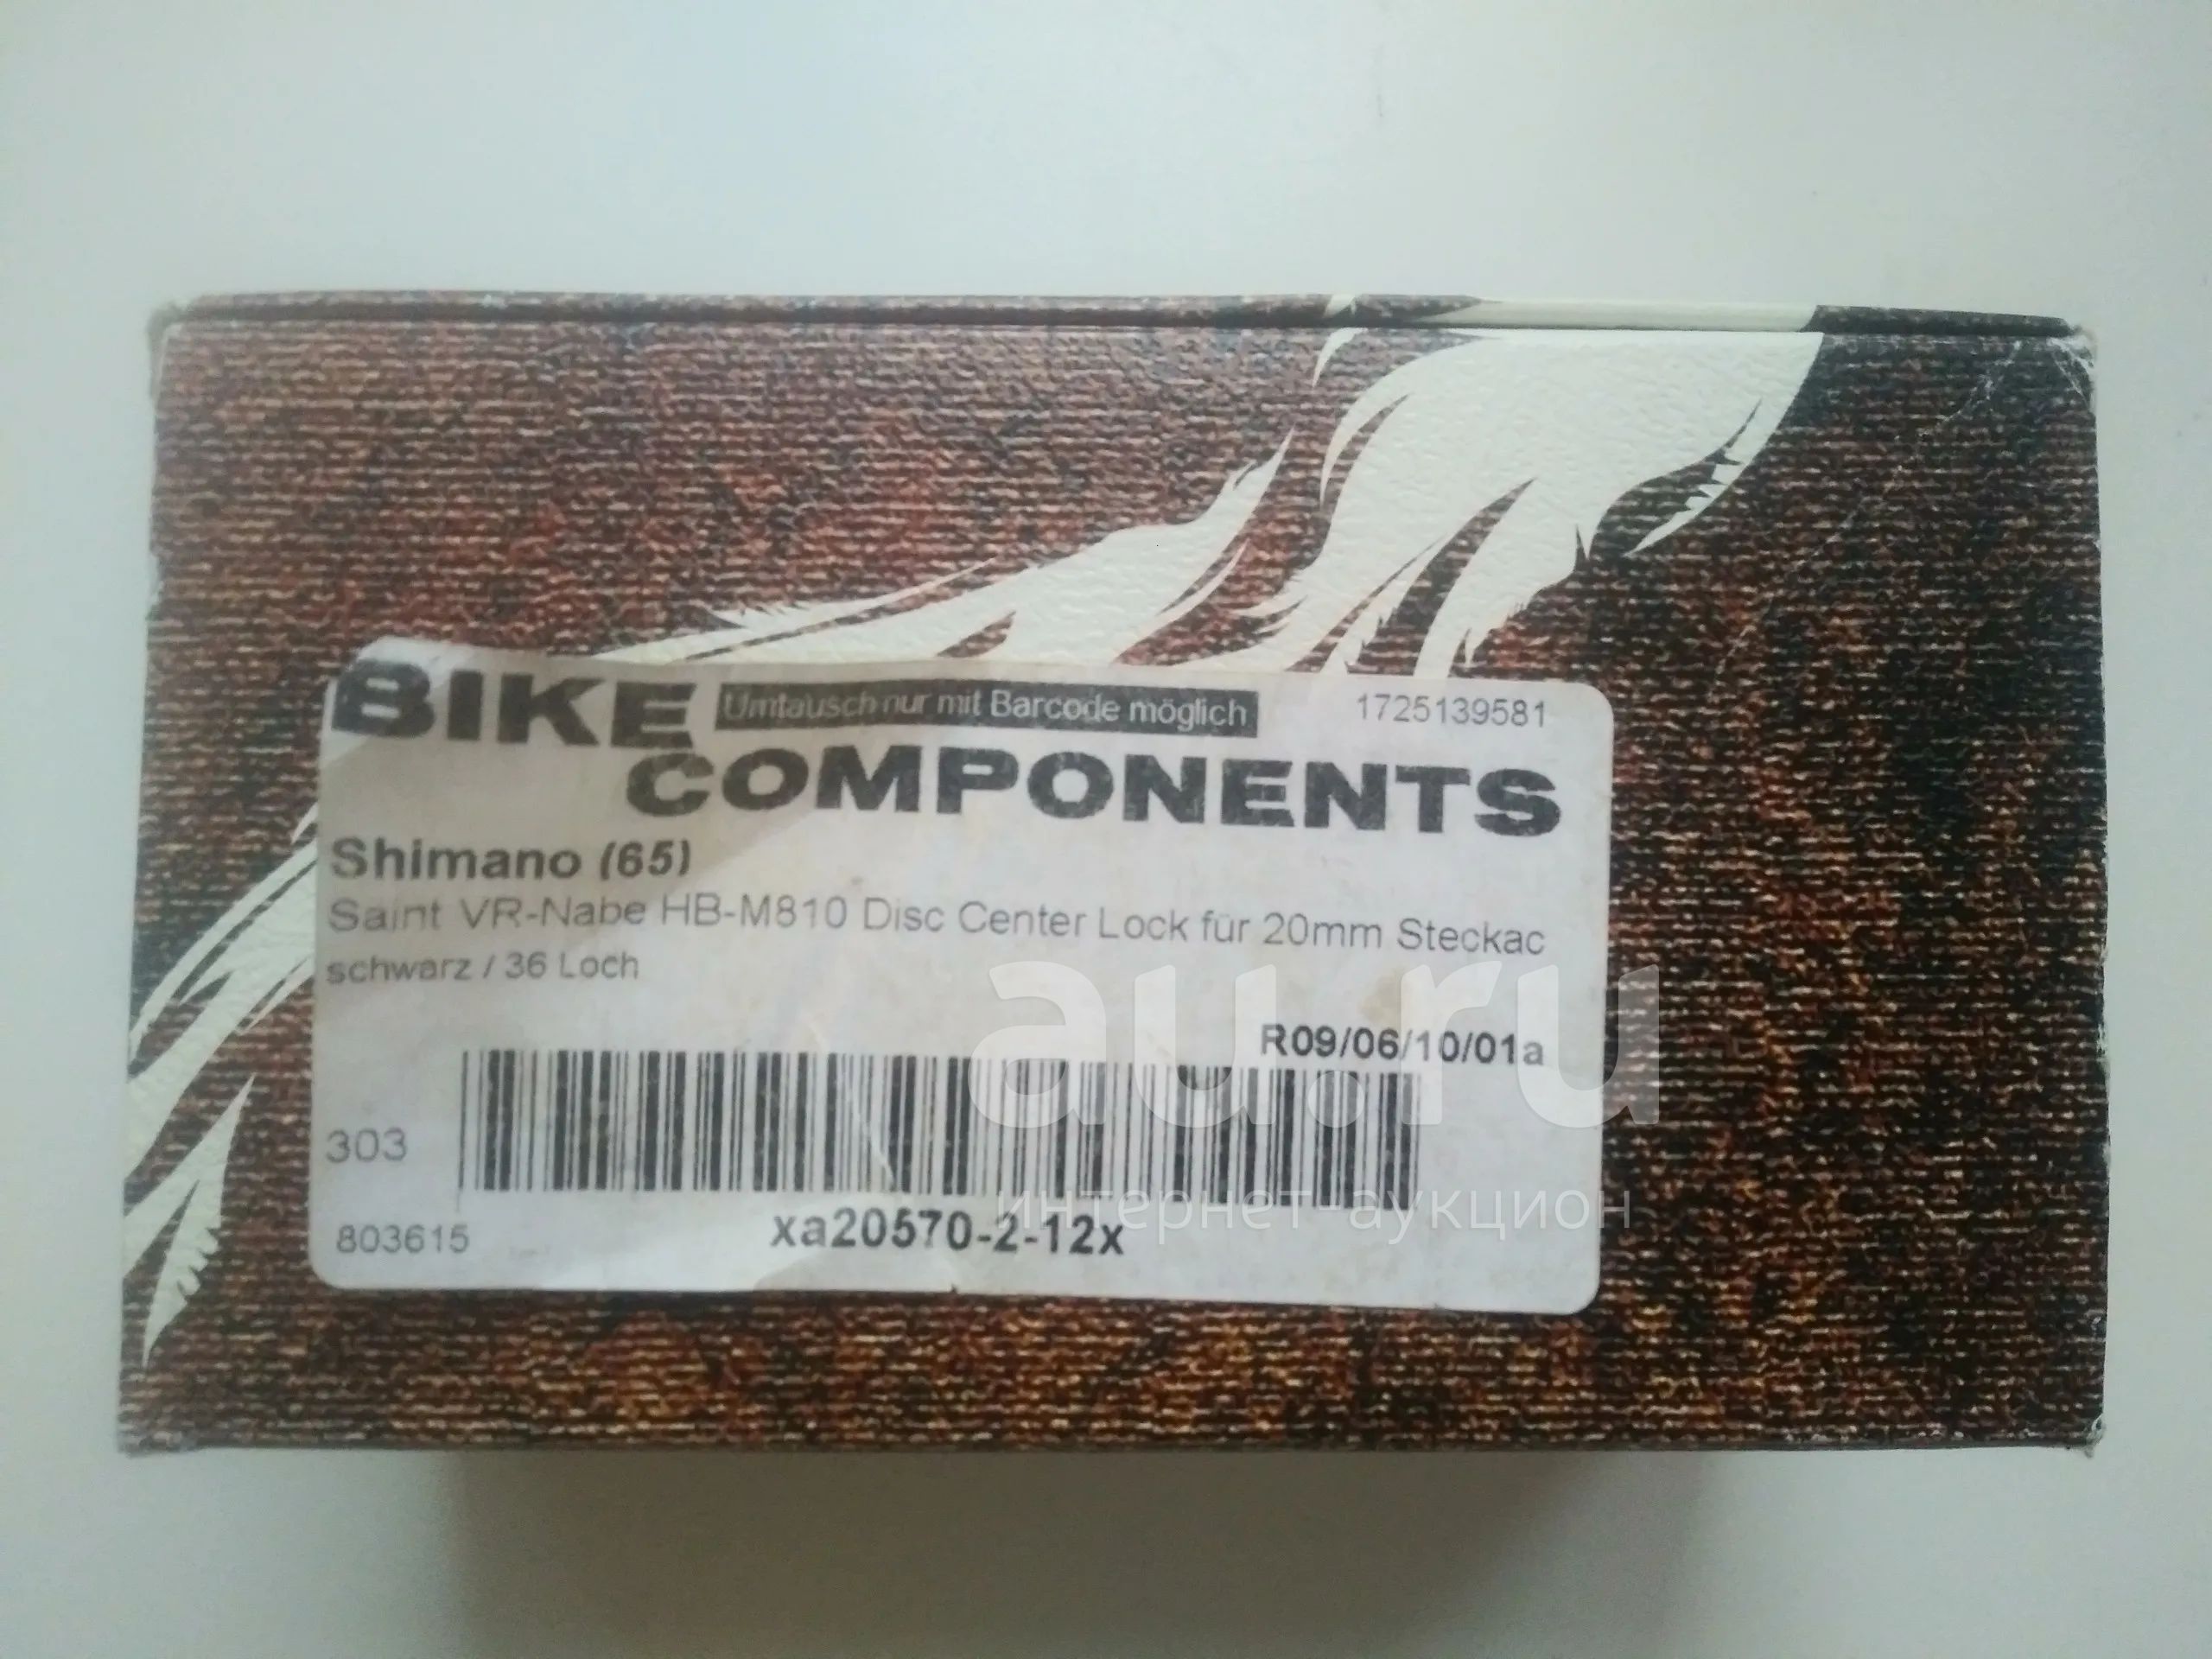 BIKE Umtausch nur mit Barcode möglich 1725139581
COMPONENTS
Shimano (65)
Saint VR-Nabe HB-M810 Disc Center Lock für 20mm Steckac
schwarz / 36 Loch
au.ru
R09/06/10/01a
303
интернет-аукцион
803615 xa20570-2-12x